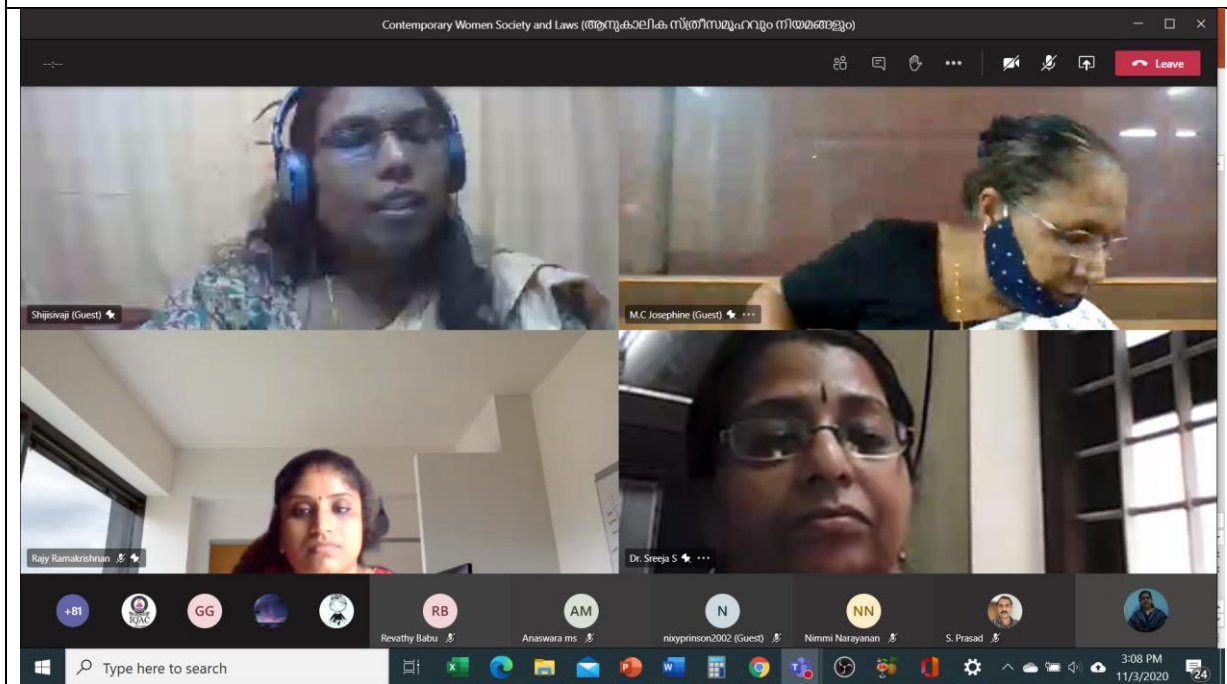 Contemporary Women Society and Laws (ആനുകാലിക സ്ത്രീസമൂഹവും നിയമങ്ങളും)
--:--
Leave
Shijisivaji (Guest)
M.C Josephine (Guest)
Rajy Ramakrishnan
Dr. Sreeja S
+81
IQAC
GG
RB
AM
N
NN
Revathy Babu
Anaswara ms
nixyprinson2002 (Guest)
Nimmi Narayanan
S. Prasad
Type here to search
3:08 PM
11/3/2020
24